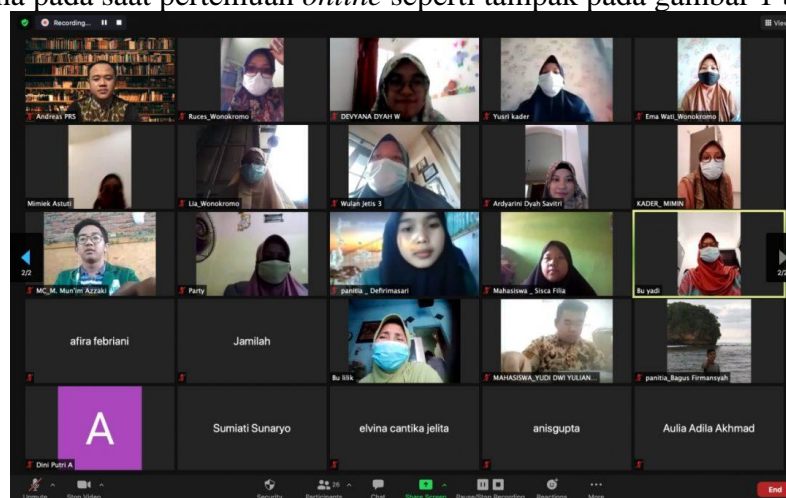 pada saat pertemuan online seperti tampak pada gambar 1
Recording...
View
Andreas PRS
Ruces_Wonokromo
DEVYANA DYAH W
Yusri kader
Ema Wati_Wonokromo
Mimiek Astuti
Lia_Wonokromo
Wulan Jetis 3
Ardyarini Dyah Savitri
KADER_ MIMIN
2/2
MC_M. Mun'im Azzaki
Party
panitia _ Defirimasari
Mahasiswa _ Sisca Filia
Bu yadi
2/2
afira febriani
Jamilah
Bu lilik
MAHASISWA_YUDI DWI YULIAN...
panitia_Bagus Firmansyah
A
Dini Putri A
Sumiati Sunaryo
elvina cantika jelita
anisgupta
Aulia Adila Akhmad
Unmute
Stop Video
Security
Participants
26
Chat
Share Screen
Pause/Stop Recording
Reactions
More
End